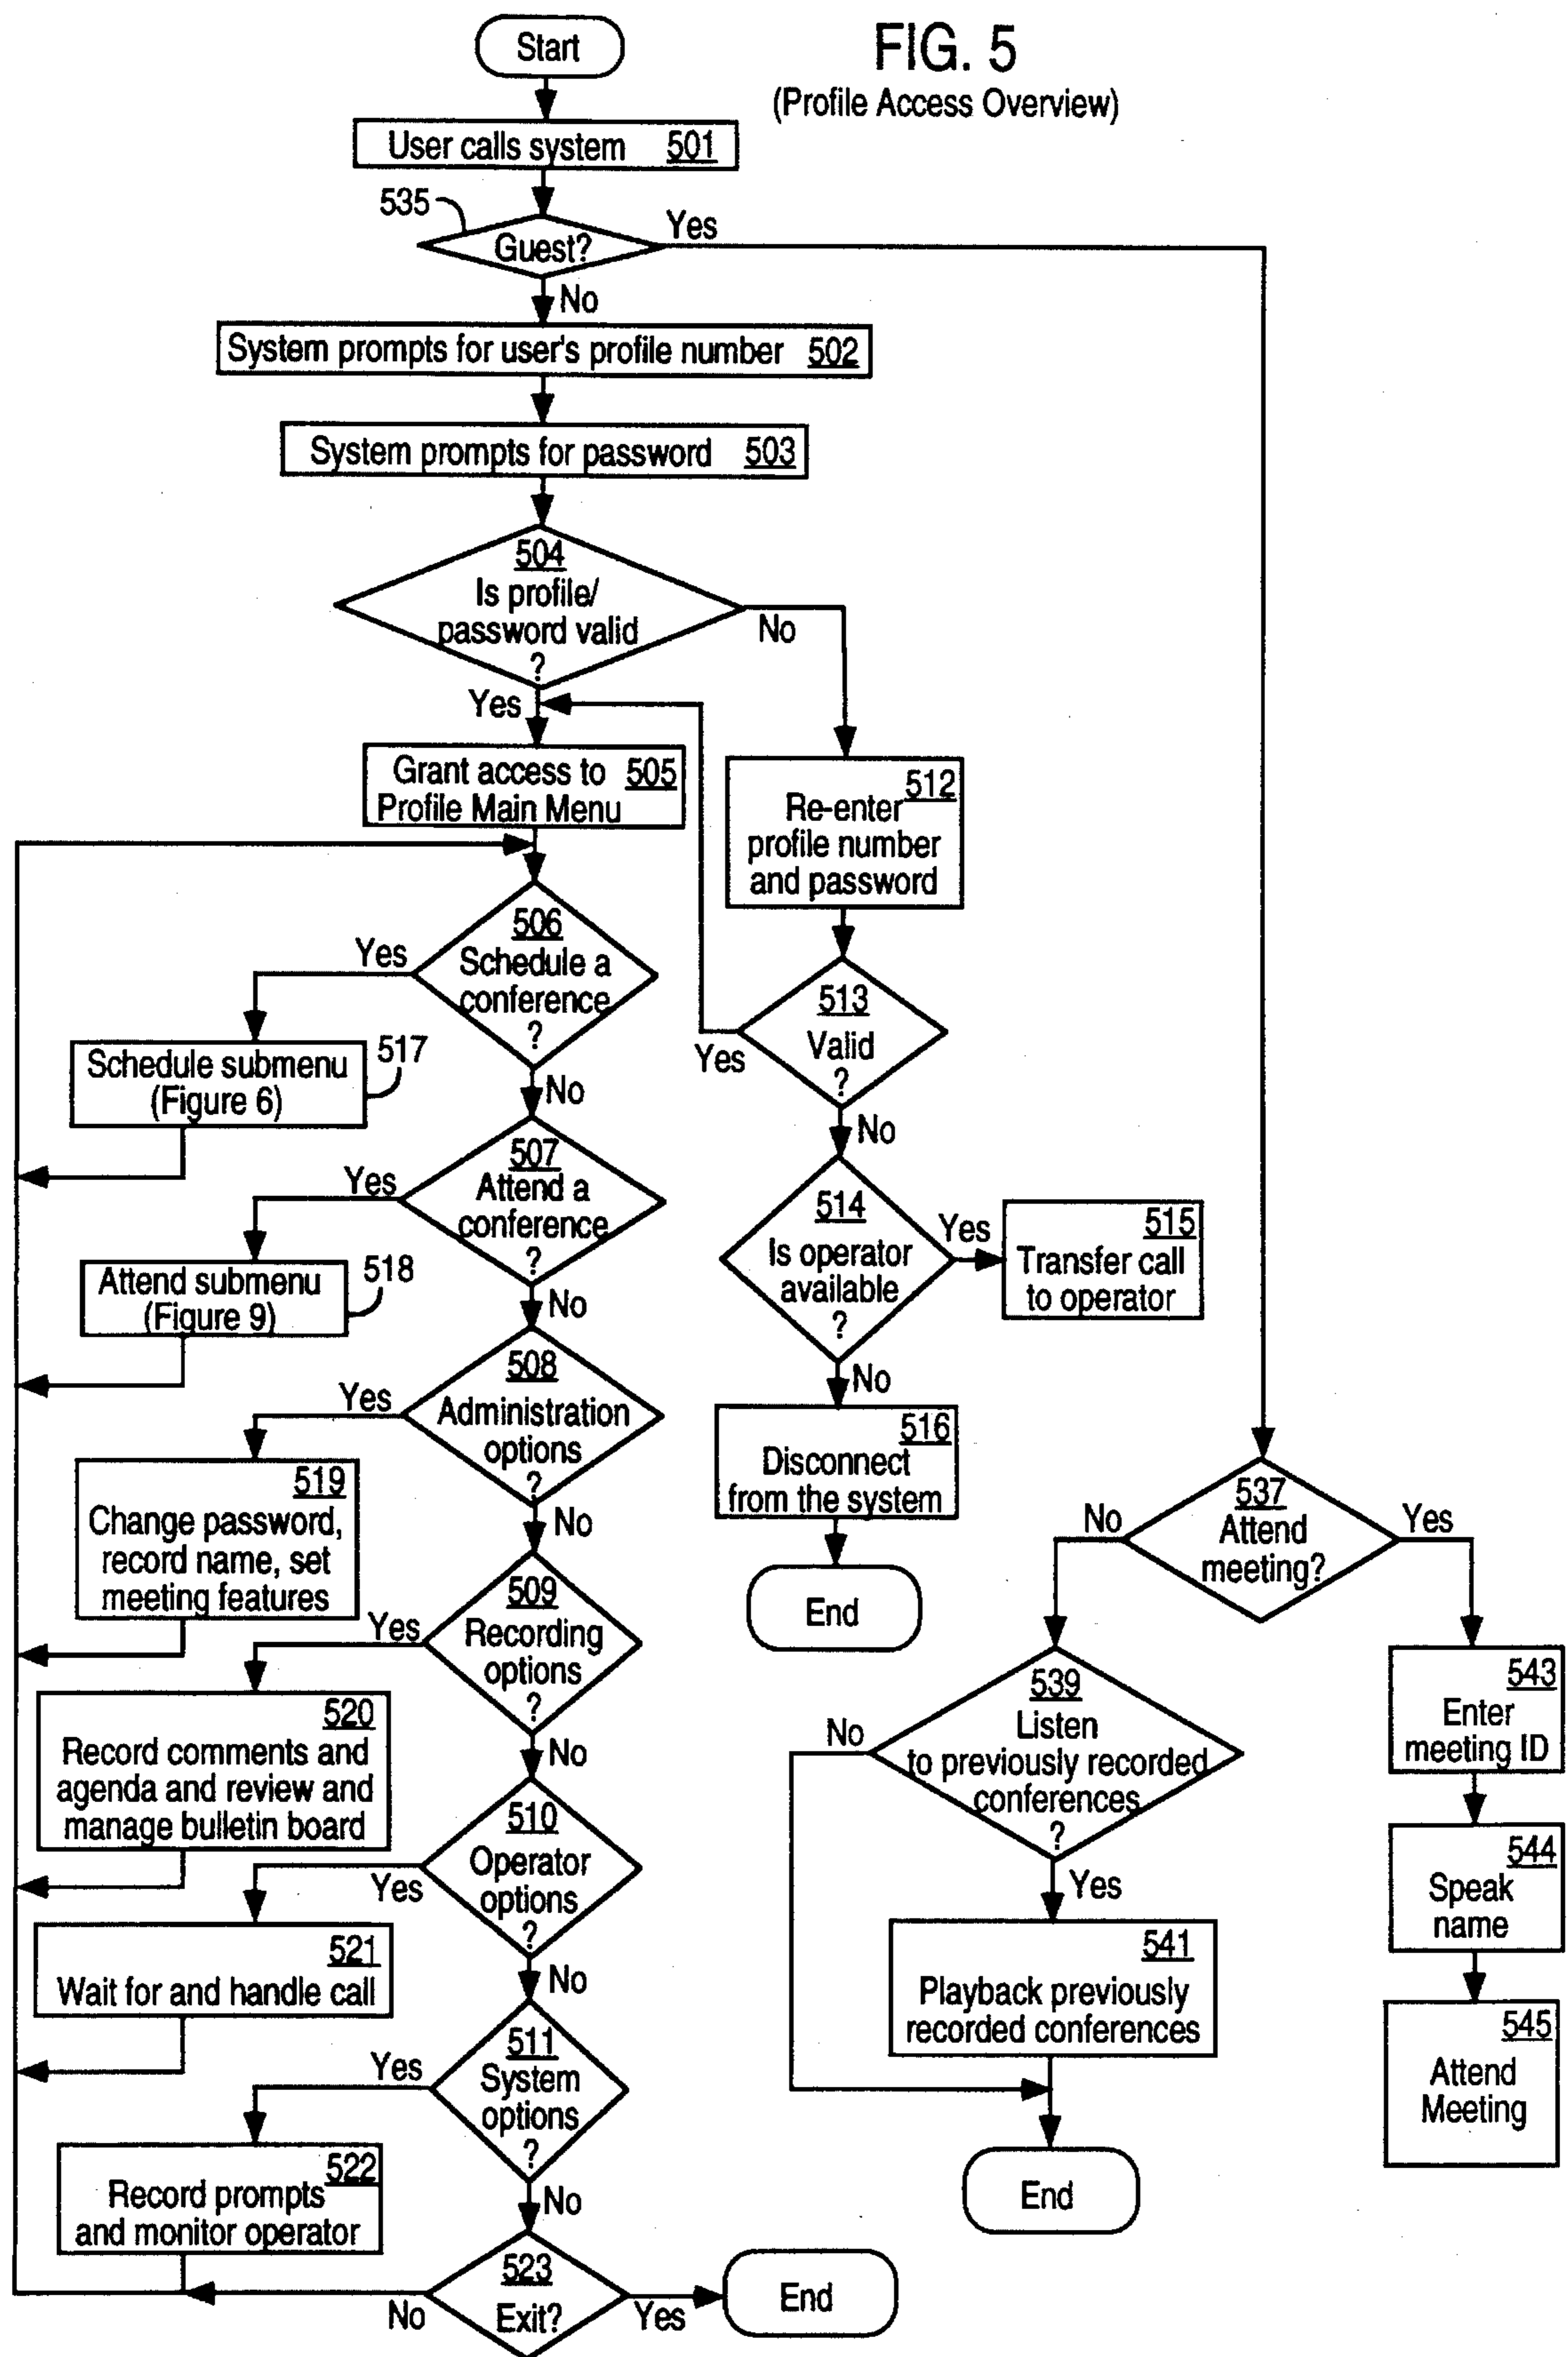 FIG. 5
(Profile Access Overview)
Start
User calls system 501
535
Guest?
Yes
No
System prompts for user's profile number 502
System prompts for password 503
504
Is profile/
password valid
?
No
Yes
Grant access to 505
Profile Main Menu
512
Re-enter
profile number
and password
506
Schedule a
conference
?
Yes
No
Schedule submenu
(Figure 6)
517
513
Valid
?
Yes
No
507
Attend a
conference
?
Yes
No
Attend submenu
(Figure 9)
518
514
Is operator
available
?
Yes
No
515
Transfer call
to operator
516
Disconnect
from the system
End
508
Administration
options
?
Yes
No
519
Change password,
record name, set
meeting features
509
Recording
options
?
Yes
No
520
Record comments and
agenda and review and
manage bulletin board
510
Operator
options
?
Yes
No
521
Wait for and handle call
511
System
options
?
Yes
No
522
Record prompts
and monitor operator
523
Exit?
No
Yes
End
537
Attend
meeting?
No
Yes
539
Listen
to previously recorded
conferences
?
No
Yes
541
Playback previously
recorded conferences
End
543
Enter
meeting ID
544
Speak
name
545
Attend
Meeting